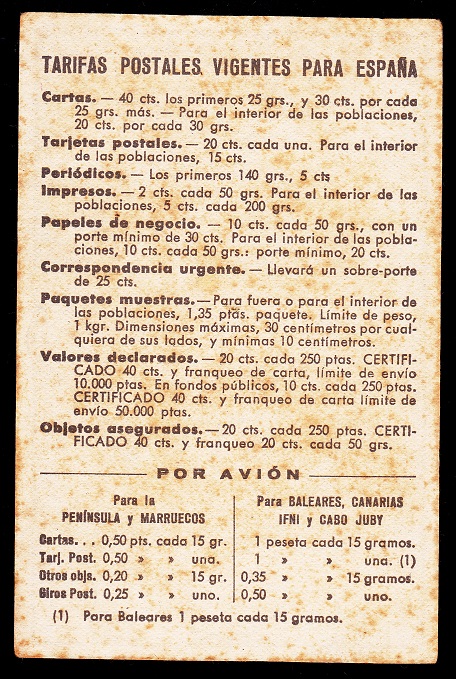 TARIFAS POSTALES VIGENTES PARA ESPAÑA
Cartas. — 40 cts. los primeros 25 grs., y 30 cts. por cada
25 grs. más. — Para el interior de las poblaciones,
20 cts. por cada 30 grs.
Tarjetas postales. — 20 cts. cada una. Para el interior
de las poblaciones, 15 cts.
Periódicos. — Los primeros 140 grs., 5 cts
Impresos. — 2 cts. cada 50 grs. Para el interior de las
poblaciones, 5 cts. cada 200 grs.
Papeles de negocio. — 10 cts. cada 50 grs., con un
porte mínimo de 30 cts. Para el interior de las pobla-
ciones, 10 cts. cada 50 grs.: porte mínimo, 20 cts.
Correspondencia urgente. — Llevará un sobre-porte
de 25 cts.
Paquetes muestras. — Para fuera o para el interior de
las poblaciones, 1,35 ptas. paquete. Límite de peso,
1 kgr. Dimensiones máximas, 30 centímetros por cual-
quiera de sus lados, y mínimas 10 centímetros.
Valores declarados. — 20 cts. cada 250 ptas. CERTIFI-
CADO 40 cts. y franqueo de carta, límite de envío
10.000 ptas. En fondos públicos, 10 cts. cada 250 ptas.
CERTIFICADO 40 cts. y franqueo de carta límite de
envío 50.000 ptas.
Objetos asegurados. — 20 cts. cada 250 ptas. CERTI-
FICADO 40 cts. y franqueo 20 cts. cada 50 grs.
POR AVIÓN
Para la
PENÍNSULA y MARRUECOS
Cartas. . . 0,50 pts. cada 15 gr.
Tarj. Post. 0,50 » » una.
Otros objs. 0,20 » » 15 gr.
Giros Post. 0,25 » » uno.
Para BALEARES, CANARIAS
IFNI y CABO JUBY
1 peseta cada 15 gramos.
1 » » una. (1)
0,35 » » 15 gramos.
0,50 » » uno.
(1) Para Baleares 1 peseta cada 15 gramos.